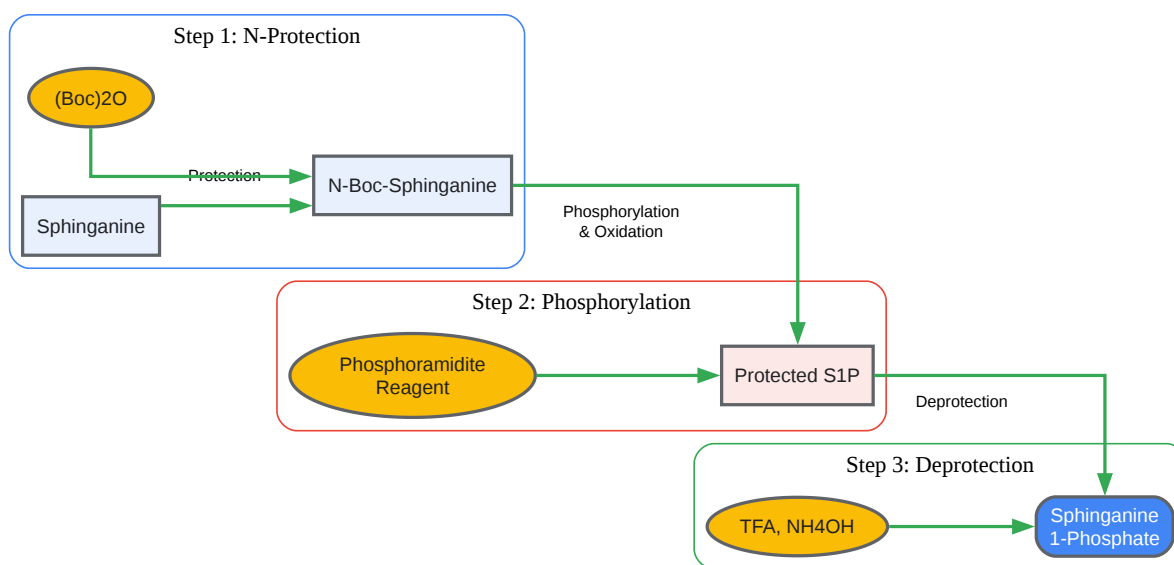 Step 1: N-Protection
(Boc)2O
Protection
N-Boc-Sphinganine
Sphinganine
Phosphorylation
& Oxidation
Step 2: Phosphorylation
Phosphoramidite
Reagent
Protected S1P
Deprotection
Step 3: Deprotection
TFA, NH4OH
Sphinganine
1-Phosphate